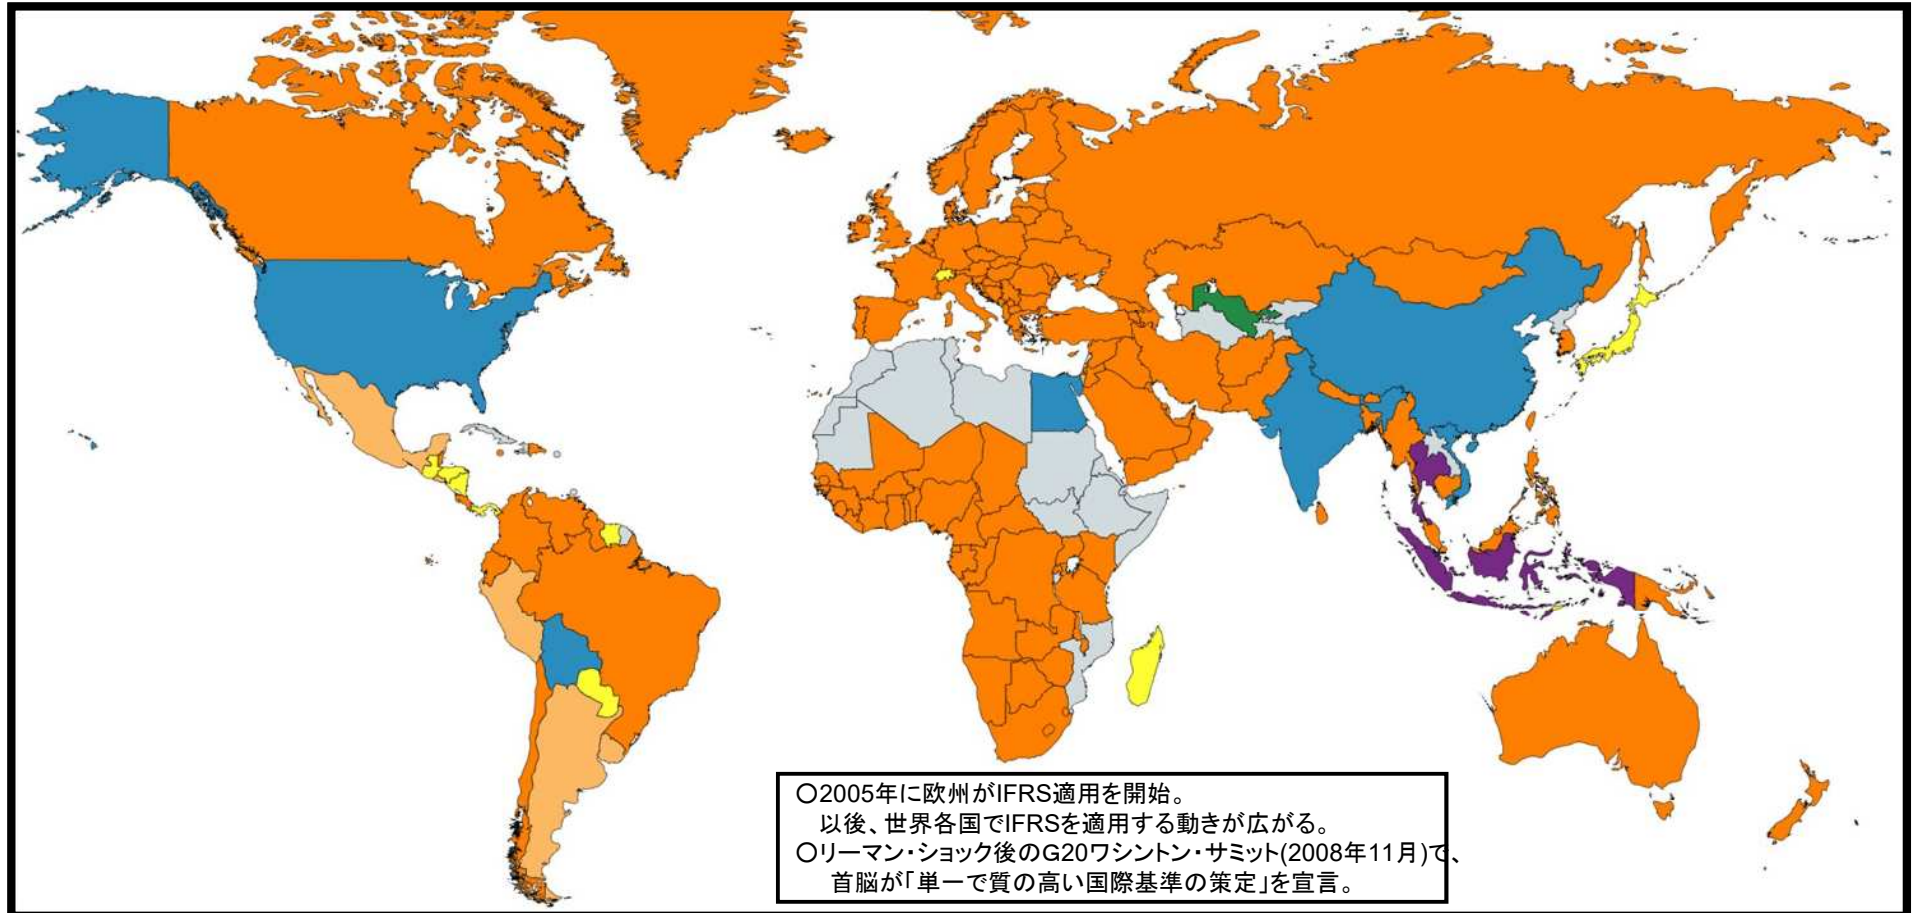 ○2005年に欧州がIFRS適用を開始。
以後、世界各国でIFRSを適用する動きが広がる。
○リーマン・ショック後のG20ワシントン・サミット(2008年11月)で、
首脳が「単一で質の高い国際基準の策定」を宣言。